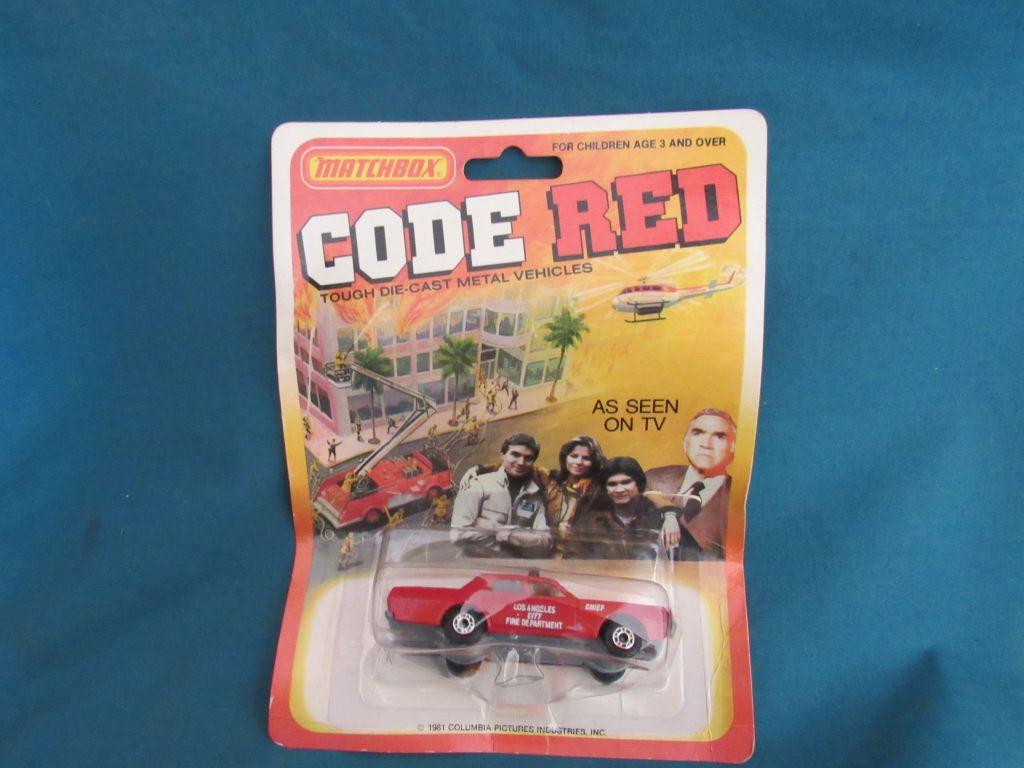 FOR CHILDREN AGE 3 AND OVER
MATCHBOX
CODE RED
TOUGH DIE-CAST METAL VEHICLES
AS SEEN
ON TV
LOS ANGELES
CITY
FIRE DEPARTMENT
CHIEF
© 1981 COLUMBIA PICTURES INDUSTRIES, INC.